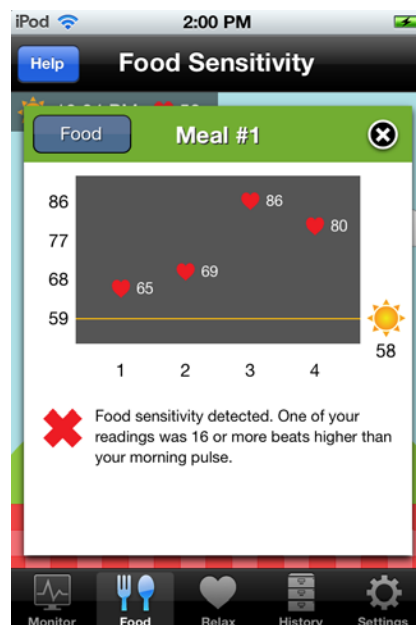 iPod 2:00 PM
Help Food Sensitivity
Food Meal #1
86 86
80
77
69
68 65
59
58
1 2 3 4
Food sensitivity detected. One of your
readings was 16 or more beats higher than
your morning pulse.
Monitor Food Relax History Settings